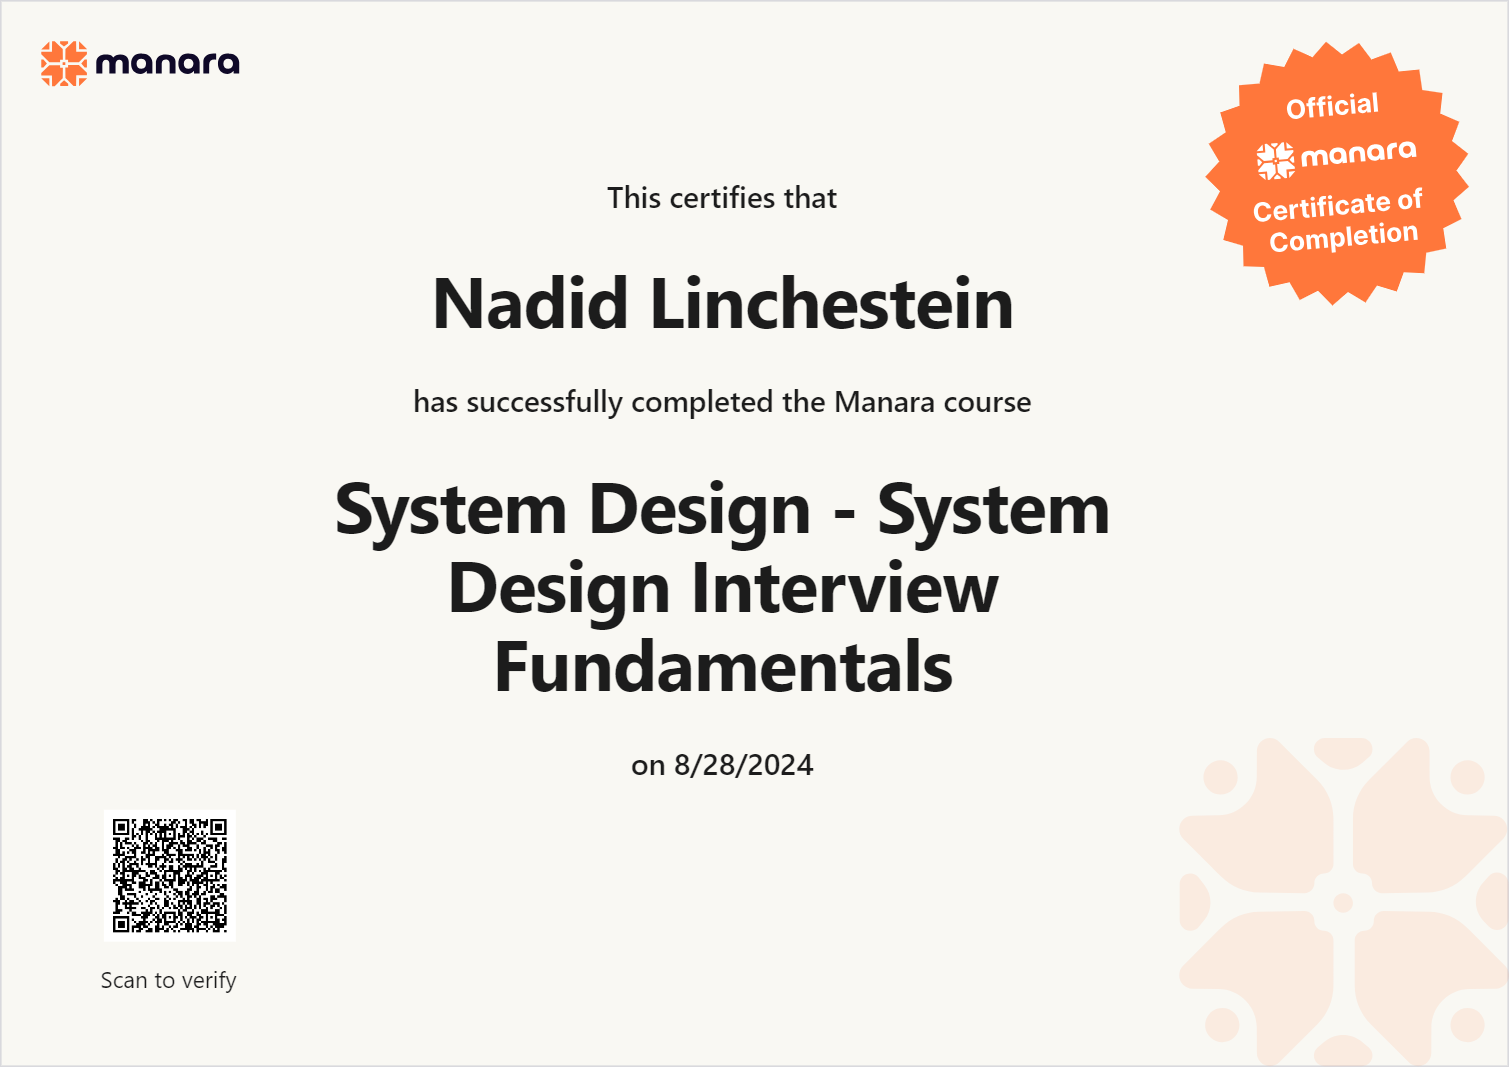 manara
Official
manara
Certificate of
Completion
This certifies that
Nadid Linchestein
has successfully completed the Manara course
System Design - System
Design Interview
Fundamentals
on 8/28/2024
Scan to verify